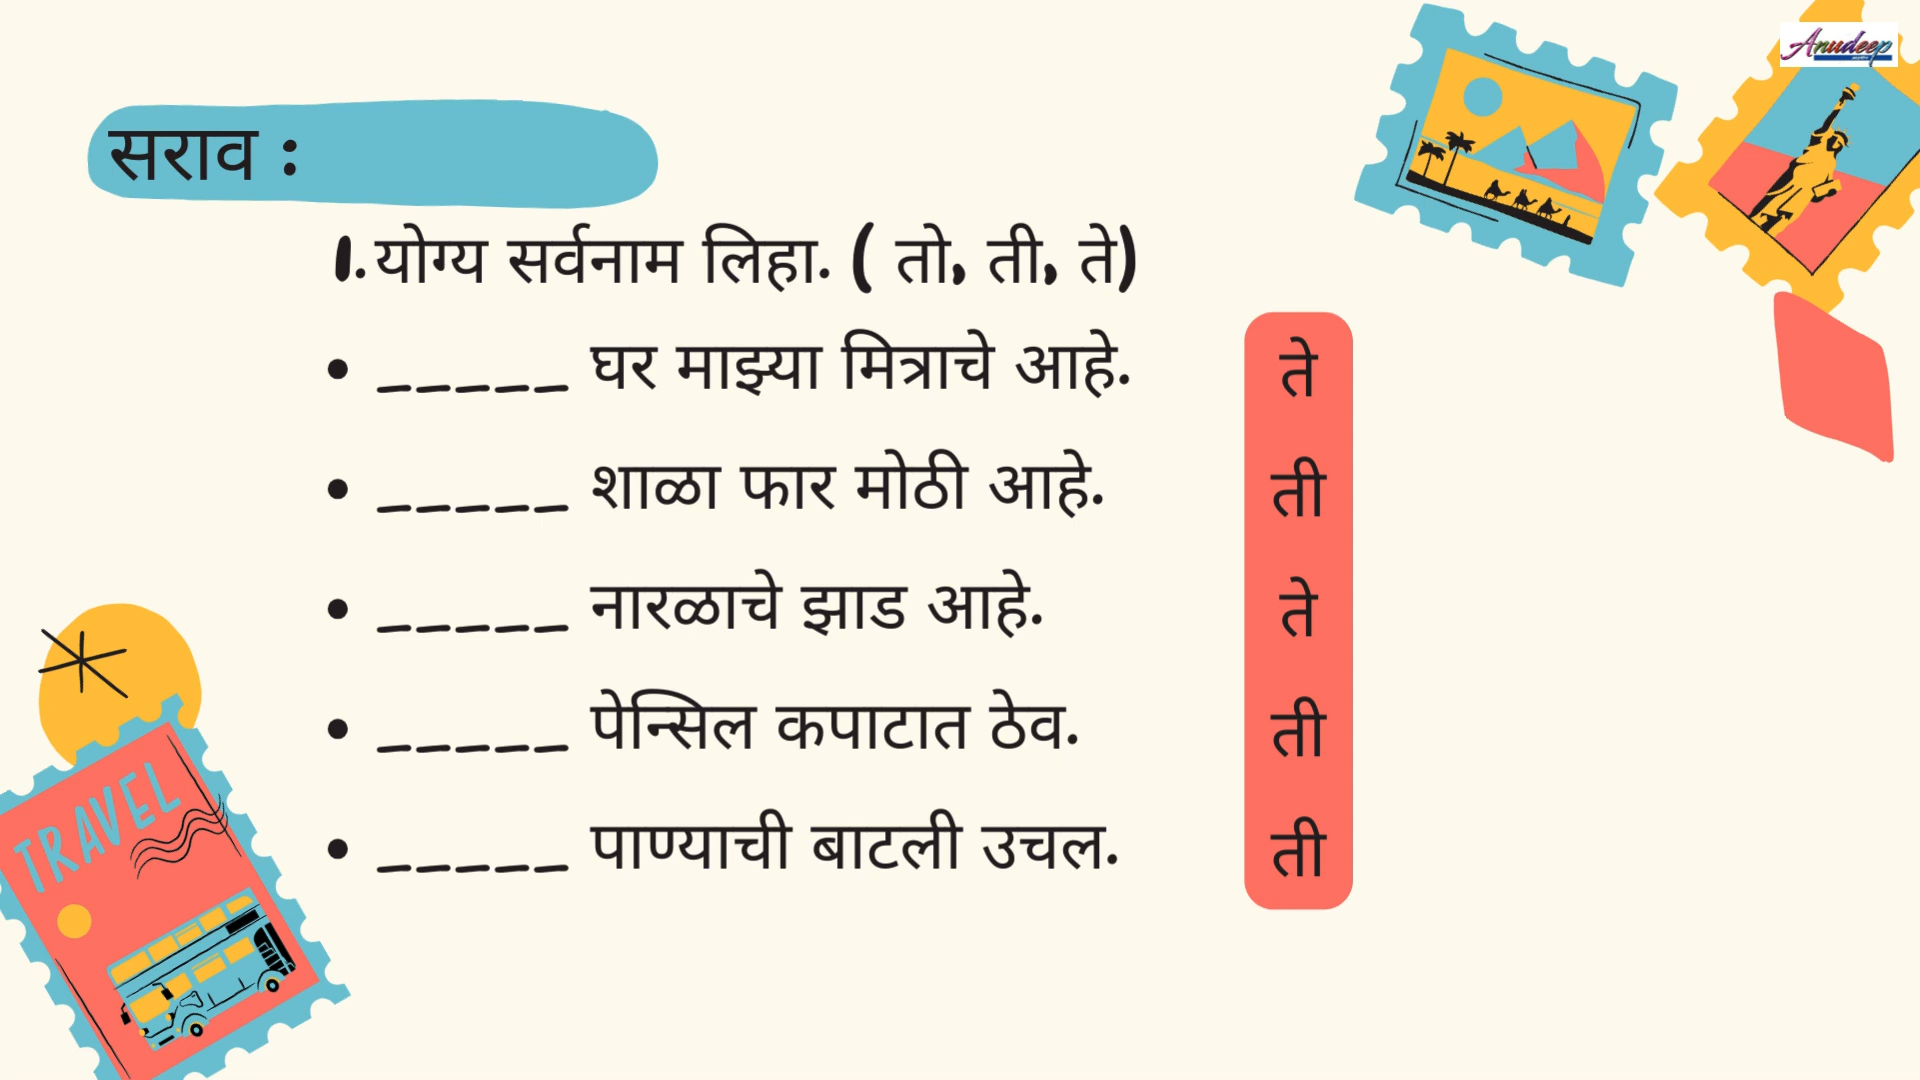 Anudeep
सराव :
1. योग्य सर्वनाम लिहा. ( तो, ती, ते)
• _____ घर माझ्या मित्राचे आहे. ते
• _____ शाळा फार मोठी आहे. ती
• _____ नारळाचे झाड आहे. ते
• _____ पेन्सिल कपाटात ठेव. ती
• _____ पाण्याची बाटली उचल. ती
TRAVEL